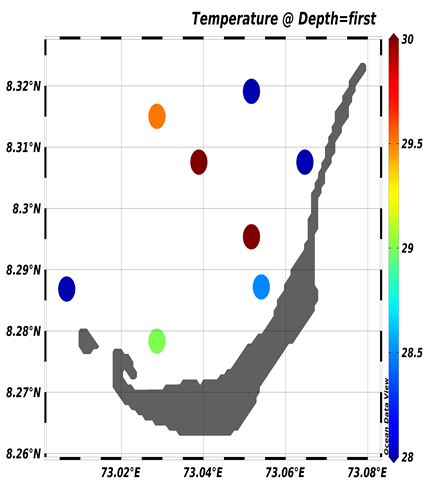 Temperature @ Depth=first
30
8.32°N
29.5
8.31°N
8.3°N
29
8.29°N
8.28°N
28.5
8.27°N
Ocean Data View
8.26°N
28
73.02°E
73.04°E
73.06°E
73.08°E